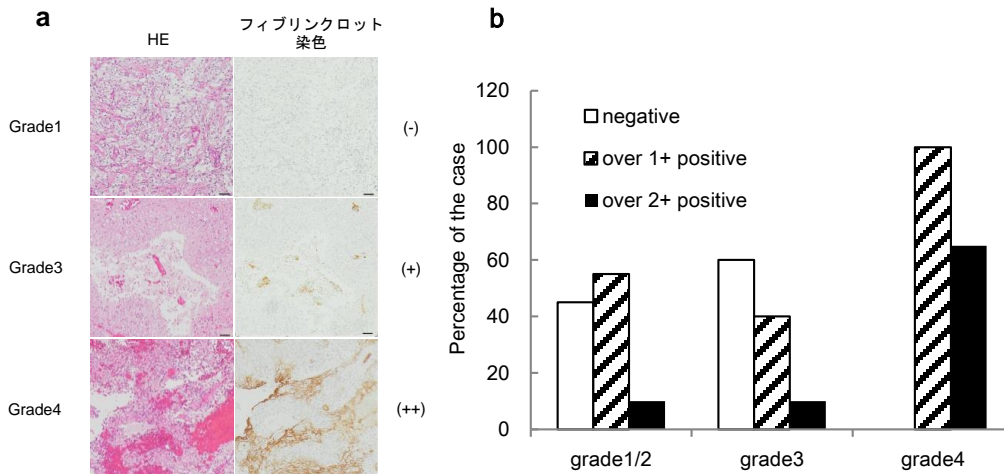 a
HE
フィブリンクロット
染色
Grade1
(-)
Grade3
(+)
Grade4
(++)
b
Percentage of the case
120
100
80
60
40
20
0
negative
over 1+ positive
over 2+ positive
grade1/2
grade3
grade4